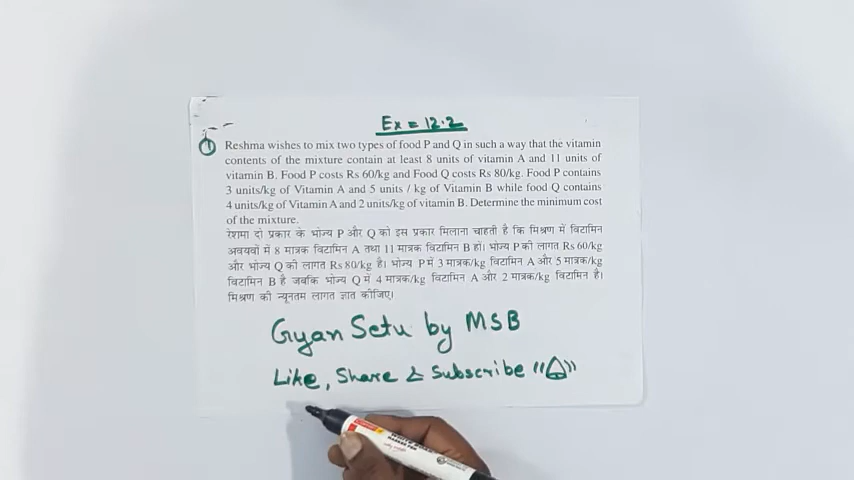 Ex = 12.2
1 Reshma wishes to mix two types of food P and Q in such a way that the vitamin
contents of the mixture contain at least 8 units of vitamin A and 11 units of
vitamin B. Food P costs Rs 60/kg and Food Q costs Rs 80/kg. Food P contains
3 units/kg of Vitamin A and 5 units / kg of Vitamin B while food Q contains
4 units/kg of Vitamin A and 2 units/kg of vitamin B. Determine the minimum cost
of the mixture.
रेशमा दो प्रकार के भोज्य P और Q को इस प्रकार मिलाना चाहती है कि मिश्रण में विटामिन
अवयवों में 8 मात्रक विटामिन A तथा 11 मात्रक विटामिन B हों। भोज्य P की लागत Rs 60/kg
और भोज्य Q की लागत Rs 80/kg है। भोज्य P में 3 मात्रक/kg विटामिन A और 5 मात्रक/kg
विटामिन B है जबकि भोज्य Q में 4 मात्रक/kg विटामिन A और 2 मात्रक/kg विटामिन है।
मिश्रण की न्यूनतम लागत ज्ञात कीजिए।
Gyan Setu by MSB
Like, Share & Subscribe